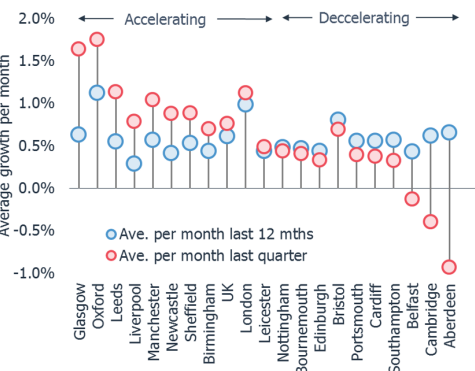 Accelerating
Deccelerating
Average growth per month
2.0%
1.5%
1.0%
0.5%
0.0%
-0.5%
-1.0%
Ave. per month last 12 mths
Ave. per month last quarter
Glasgow
Oxford
Leeds
Liverpool
Manchester
Newcastle
Sheffield
Birmingham
UK
London
Leicester
Nottingham
Bournemouth
Edinburgh
Bristol
Portsmouth
Cardiff
Southampton
Belfast
Cambridge
Aberdeen